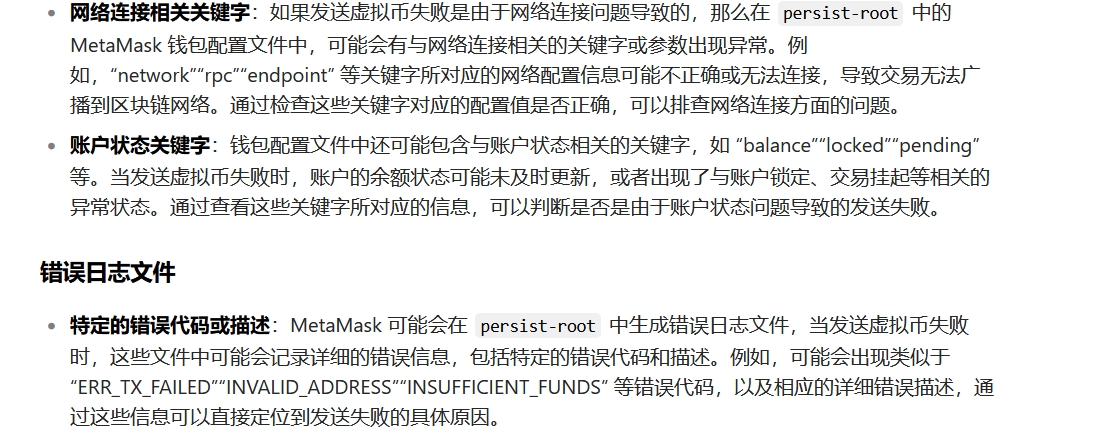 网络连接相关关键字：如果发送虚拟币失败是由于网络连接问题导致的，那么在 persist-root 中的
MetaMask 钱包配置文件中，可能会有与网络连接相关的关键字或参数出现异常。例
如，“network”“rpc”“endpoint” 等关键字所对应的网络配置信息可能不正确或无法连接，导致交易无法广
播到区块链网络。通过检查这些关键字对应的配置值是否正确，可以排查网络连接方面的问题。
账户状态关键字：钱包配置文件中还可能包含与账户状态相关的关键字，如 “balance”“locked”“pending”
等。当发送虚拟币失败时，账户的余额状态可能未及时更新，或者出现了与账户锁定、交易挂起等相关的
异常状态。通过查看这些关键字所对应的信息，可以判断是否是由于账户状态问题导致的发送失败。
错误日志文件
特定的错误代码或描述：MetaMask 可能会在 persist-root 中生成错误日志文件，当发送虚拟币失败
时，这些文件中可能会记录详细的错误信息，包括特定的错误代码和描述。例如，可能会出现类似于
“ERR_TX_FAILED”“INVALID_ADDRESS”“INSUFFICIENT_FUNDS” 等错误代码，以及相应的详细错误描述，通
过这些信息可以直接定位到发送失败的具体原因。